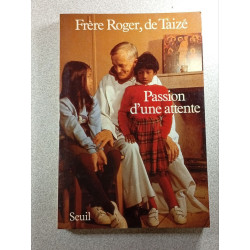 Frère Roger, de Taizé
Passion
d'une attente
Seuil